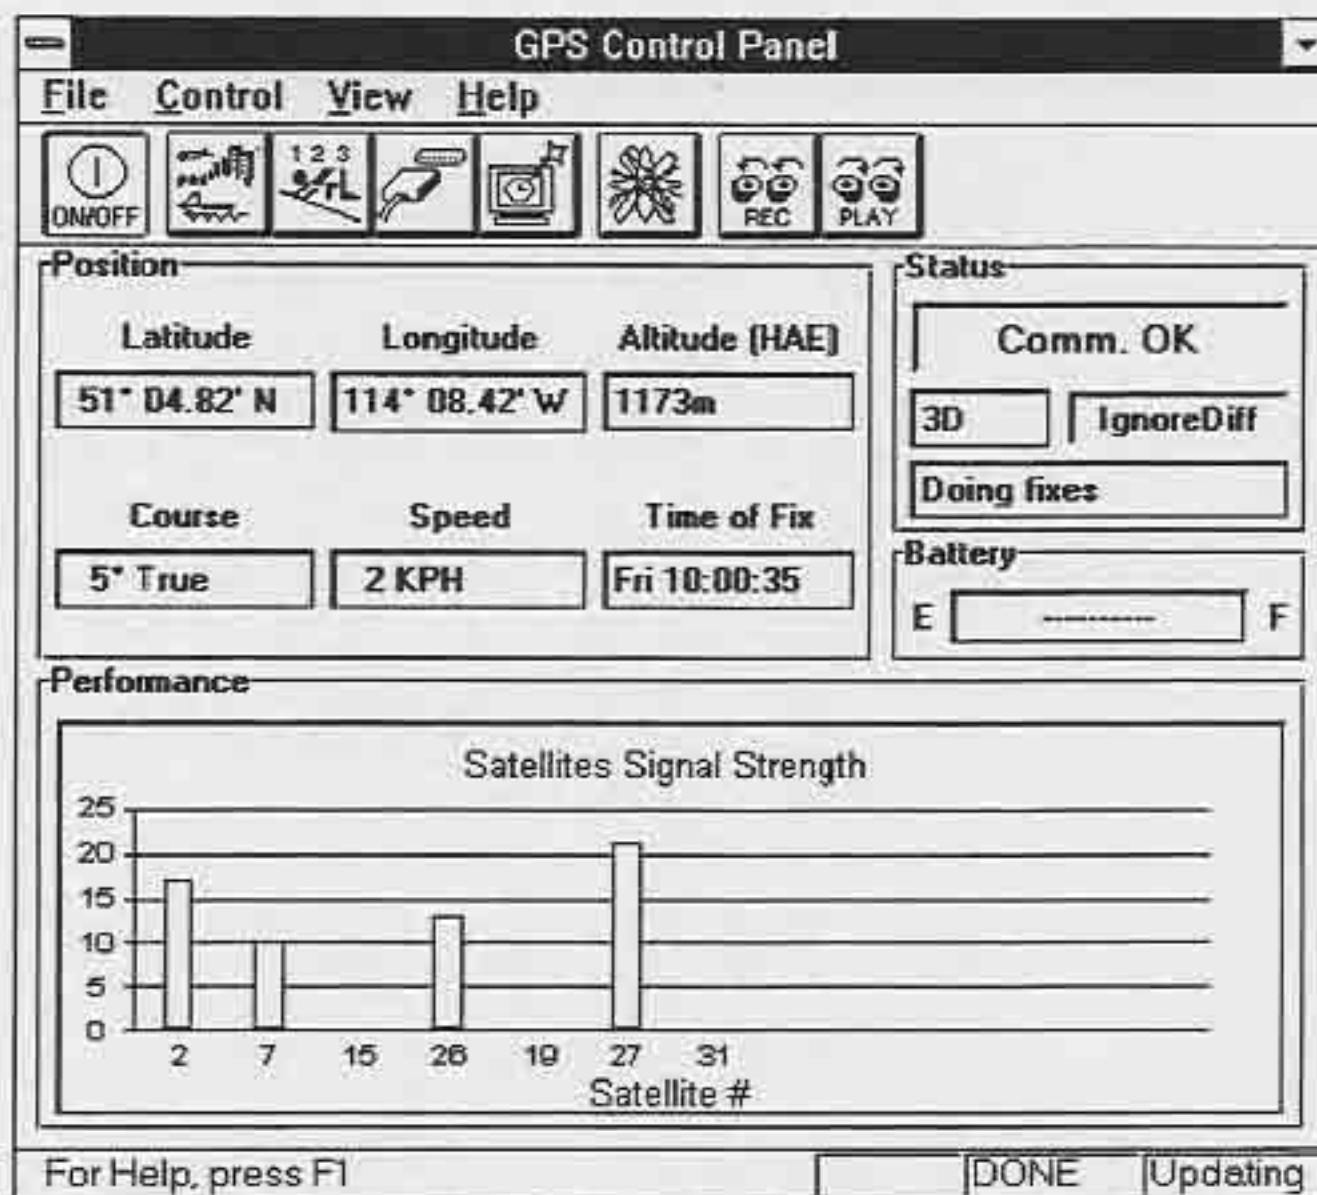 GPS Control Panel
File Control View Help
1 2 3
ON/OFF REC PLAY
Position
Latitude Longitude Altitude (HAE)
51° 04.82' N 114° 08.42' W 1173m
Course Speed Time of Fix
5° True 2 KPH Fri 10:00:35
Status
Comm. OK
3D IgnoreDiff
Doing fixes
Battery
E ---------- F
Performance
Satellites Signal Strength
25
20
15
10
5
0
2 7 15 26 19 27 31
Satellite #
For Help, press F1 DONE Updating